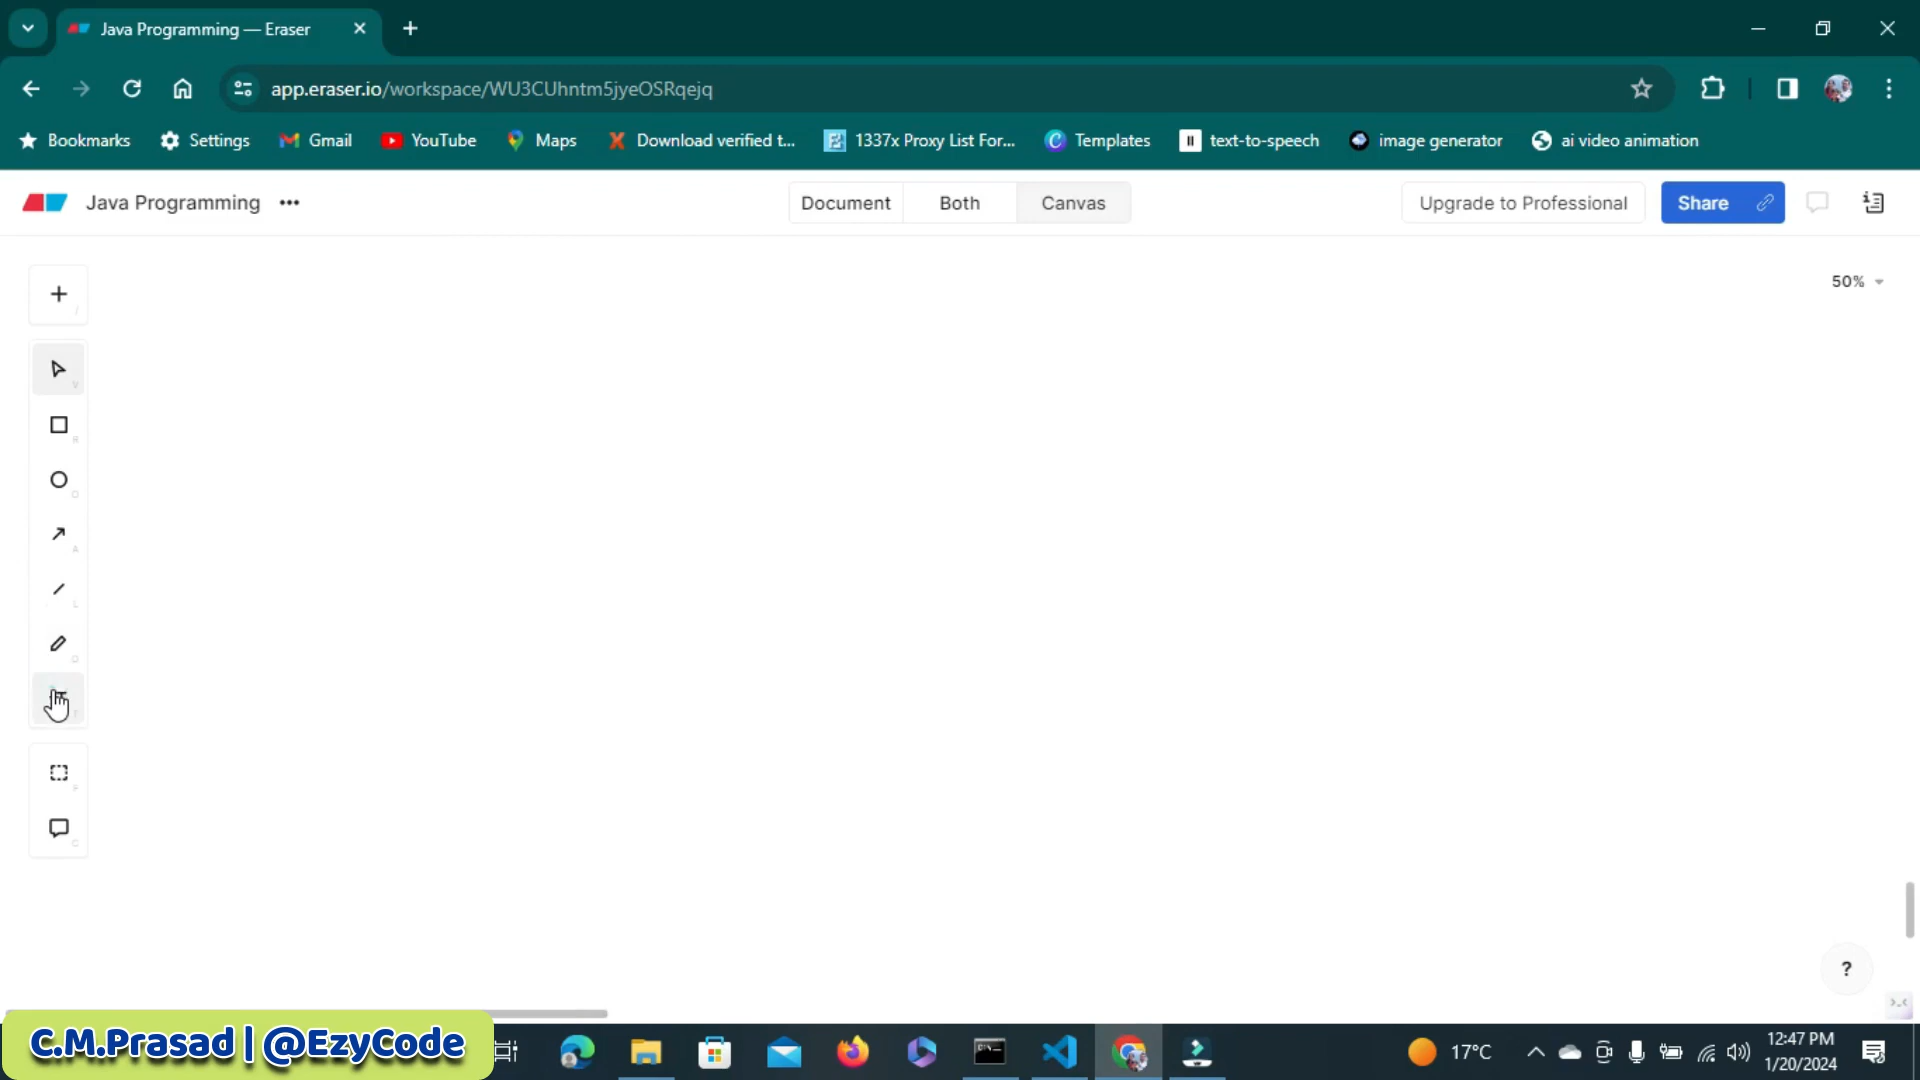 Java Programming — Eraser
app.eraser.io/workspace/WU3CUhntm5jyeOSRqejq
Bookmarks Settings Gmail YouTube Maps Download verified t... 1337x Proxy List For... Templates text-to-speech image generator ai video animation
Java Programming ••• Document Both Canvas Upgrade to Professional Share
50%
/
V
R
O
A
L
T
F
C
?
C.M.Prasad | @EzyCode
17°C
12:47 PM
1/20/2024